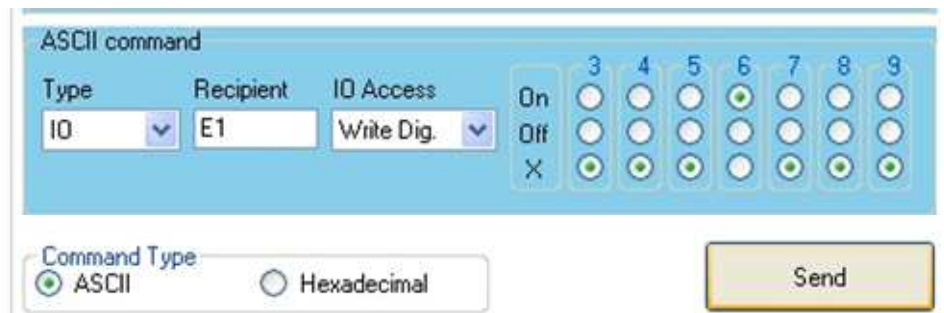 ASCII command
Type Recipient IO Access
3 4 5 6 7 8 9
On
IO E1 Write Dig.
Off
X
Command Type
ASCII Hexadecimal
Send